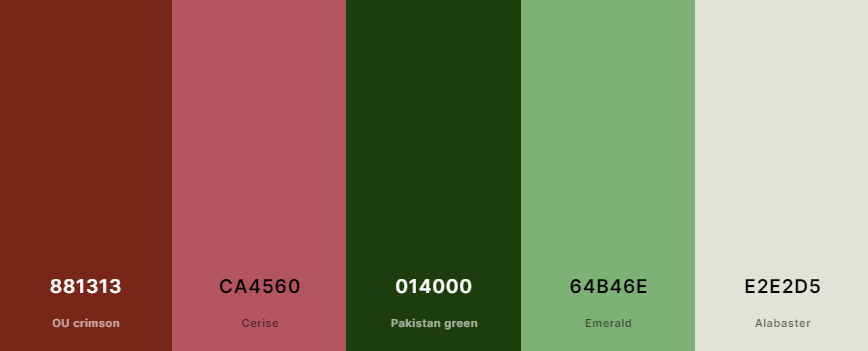 881313
CA4560
014000
64B46E
E2E2D5
OU crimson
Cerise
Pakistan green
Emerald
Alabaster